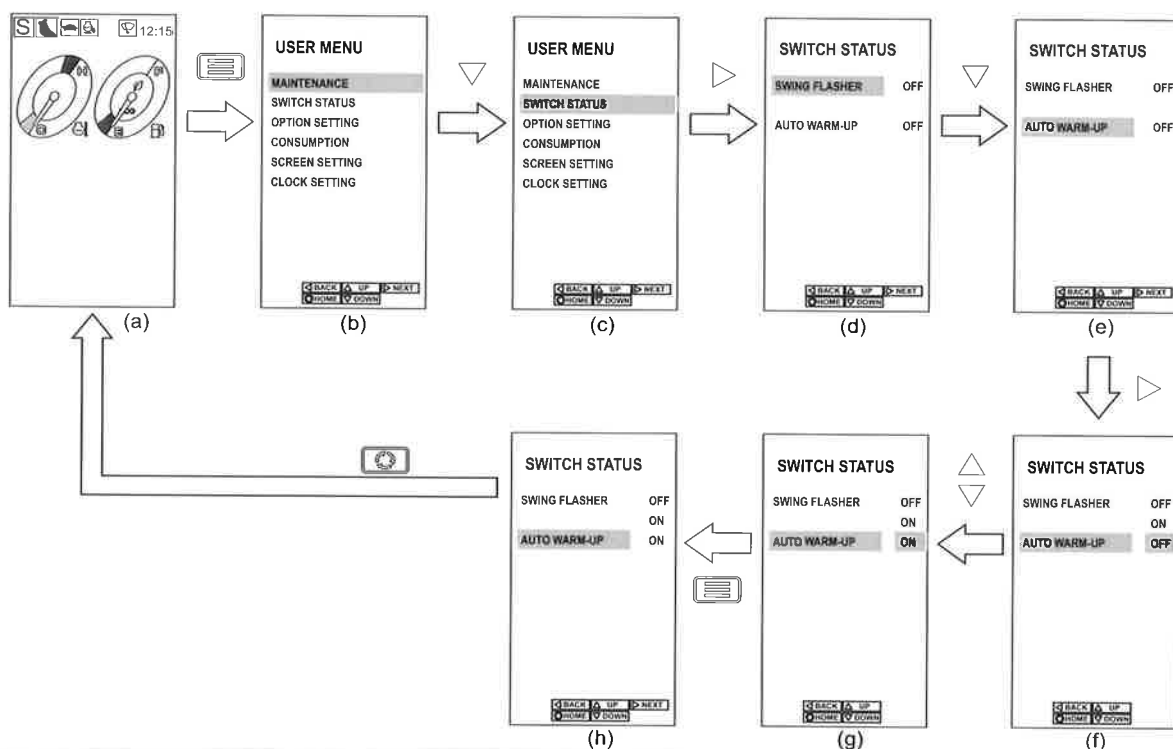 S 12:15
(a)
USER MENU
MAINTENANCE
SWITCH STATUS
OPTION SETTING
CONSUMPTION
SCREEN SETTING
CLOCK SETTING
BACK UP NEXT
HOME DOWN
(b)
USER MENU
MAINTENANCE
SWITCH STATUS
OPTION SETTING
CONSUMPTION
SCREEN SETTING
CLOCK SETTING
BACK UP NEXT
HOME DOWN
(c)
SWITCH STATUS
SWING FLASHER OFF
AUTO WARM-UP OFF
BACK UP NEXT
HOME DOWN
(d)
SWITCH STATUS
SWING FLASHER OFF
AUTO WARM-UP OFF
BACK UP NEXT
HOME DOWN
(e)
SWITCH STATUS
SWING FLASHER OFF
ON
AUTO WARM-UP OFF
BACK UP
HOME DOWN
(f)
SWITCH STATUS
SWING FLASHER OFF
ON
AUTO WARM-UP ON
BACK UP
HOME DOWN
(g)
SWITCH STATUS
SWING FLASHER OFF
ON
AUTO WARM-UP ON
BACK UP NEXT
HOME DOWN
(h)